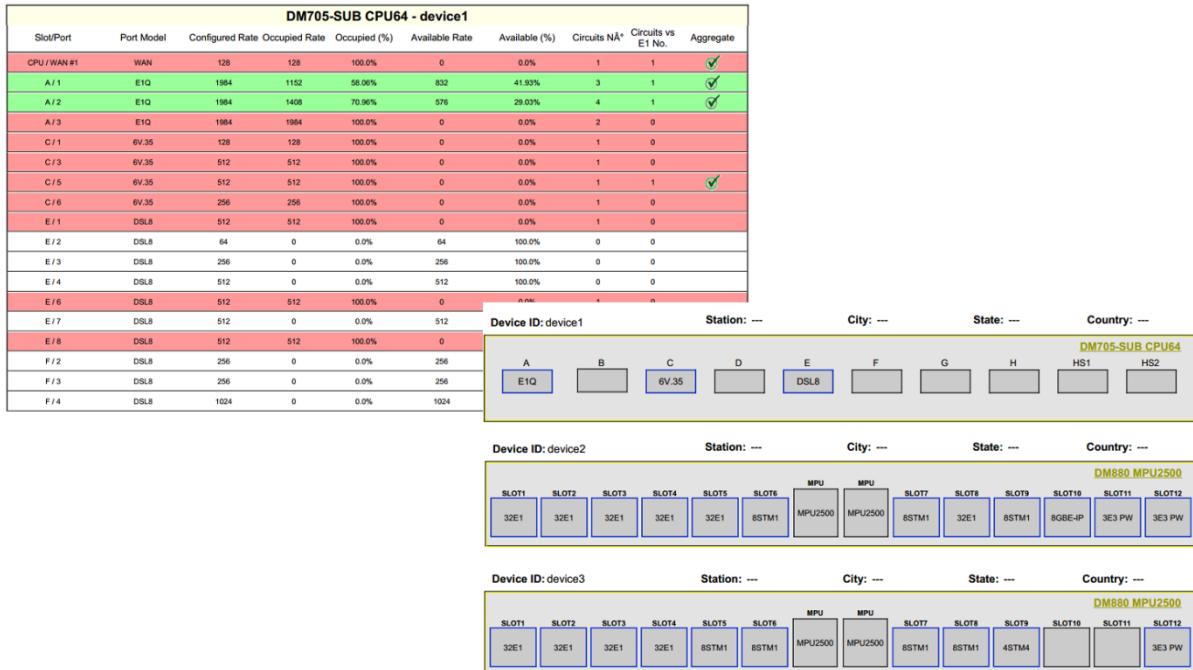 DM705-SUB CPU64 - device1
Slot/Port Port Model Configured Rate Occupied Rate Occupied (%) Available Rate Available (%) Circuits NÂ° Circuits vs E1 No. Aggregate
CPU / WAN #1 WAN 128 128 100.0% 0 0.0% 1 1
A / 1 E1Q 1984 1152 58.06% 832 41.93% 3 1
A / 2 E1Q 1984 1408 70.96% 576 29.03% 4 1
A / 3 E1Q 1984 1984 100.0% 0 0.0% 2 0
C / 1 6V.35 128 128 100.0% 0 0.0% 1 0
C / 3 6V.35 512 512 100.0% 0 0.0% 1 0
C / 5 6V.35 512 512 100.0% 0 0.0% 1 1
C / 6 6V.35 256 256 100.0% 0 0.0% 1 0
E / 1 DSL8 512 512 100.0% 0 0.0% 1 0
E / 2 DSL8 64 0 0.0% 64 100.0% 0 0
E / 3 DSL8 256 0 0.0% 256 100.0% 0 0
E / 4 DSL8 512 0 0.0% 512 100.0% 0 0
E / 6 DSL8 512 512 100.0% 0 0.0% 1 0
E / 7 DSL8 512 0 0.0% 512
E / 8 DSL8 512 512 100.0% 0
F / 2 DSL8 256 0 0.0% 256
F / 3 DSL8 256 0 0.0% 256
F / 4 DSL8 1024 0 0.0% 1024
Device ID: device1 Station: --- City: --- State: --- Country: ---
DM705-SUB CPU64
A B C D E F G H HS1 HS2
E1Q 6V.35 DSL8
Device ID: device2 Station: --- City: --- State: --- Country: ---
DM880 MPU2500
SLOT1 SLOT2 SLOT3 SLOT4 SLOT5 SLOT6 MPU MPU SLOT7 SLOT8 SLOT9 SLOT10 SLOT11 SLOT12
32E1 32E1 32E1 32E1 32E1 8STM1 MPU2500 MPU2500 8STM1 32E1 8STM1 8GBE-IP 3E3 PW 3E3 PW
Device ID: device3 Station: --- City: --- State: --- Country: ---
DM880 MPU2500
SLOT1 SLOT2 SLOT3 SLOT4 SLOT5 SLOT6 MPU MPU SLOT7 SLOT8 SLOT9 SLOT10 SLOT11 SLOT12
32E1 32E1 32E1 32E1 8STM1 8STM1 MPU2500 MPU2500 8STM1 8STM1 4STM4 3E3 PW